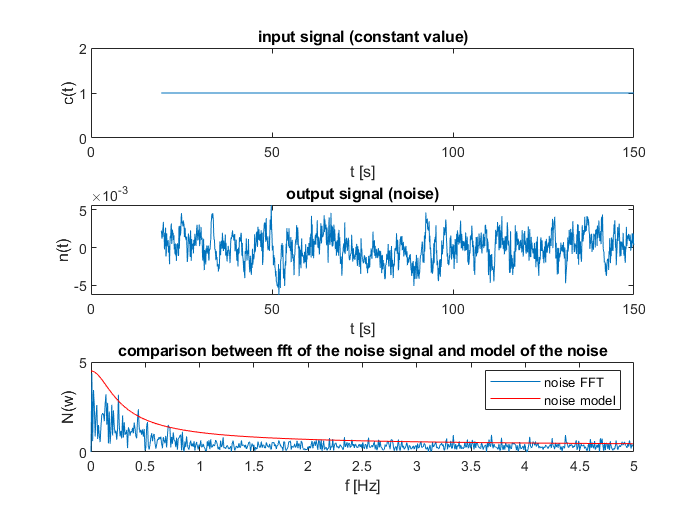 input signal (constant value)
2
1
0
c(t)
0 50 100 150
t [s]
×10-3
output signal (noise)
5
0
-5
n(t)
0 50 100 150
t [s]
comparison between fft of the noise signal and model of the noise
5
0
N(w)
noise FFT
noise model
0 0.5 1 1.5 2 2.5 3 3.5 4 4.5 5
f [Hz]